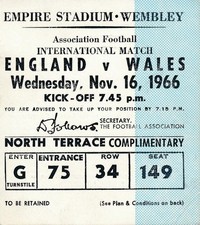 EMPIRE STADIUM · WEMBLEY
Association Football
INTERNATIONAL MATCH
ENGLAND v WALES
Wednesday, Nov. 16, 1966
KICK-OFF 7.45 p.m.
YOU ARE ADVISED TO TAKE UP YOUR POSITION BY 7.15 P.M.
SECRETARY,
THE FOOTBALL ASSOCIATION
NORTH TERRACE COMPLIMENTARY
ENTER G TURNSTILE
ENTRANCE 75
ROW 34
SEAT 149
TO BE RETAINED (See Plan & Conditions on back)